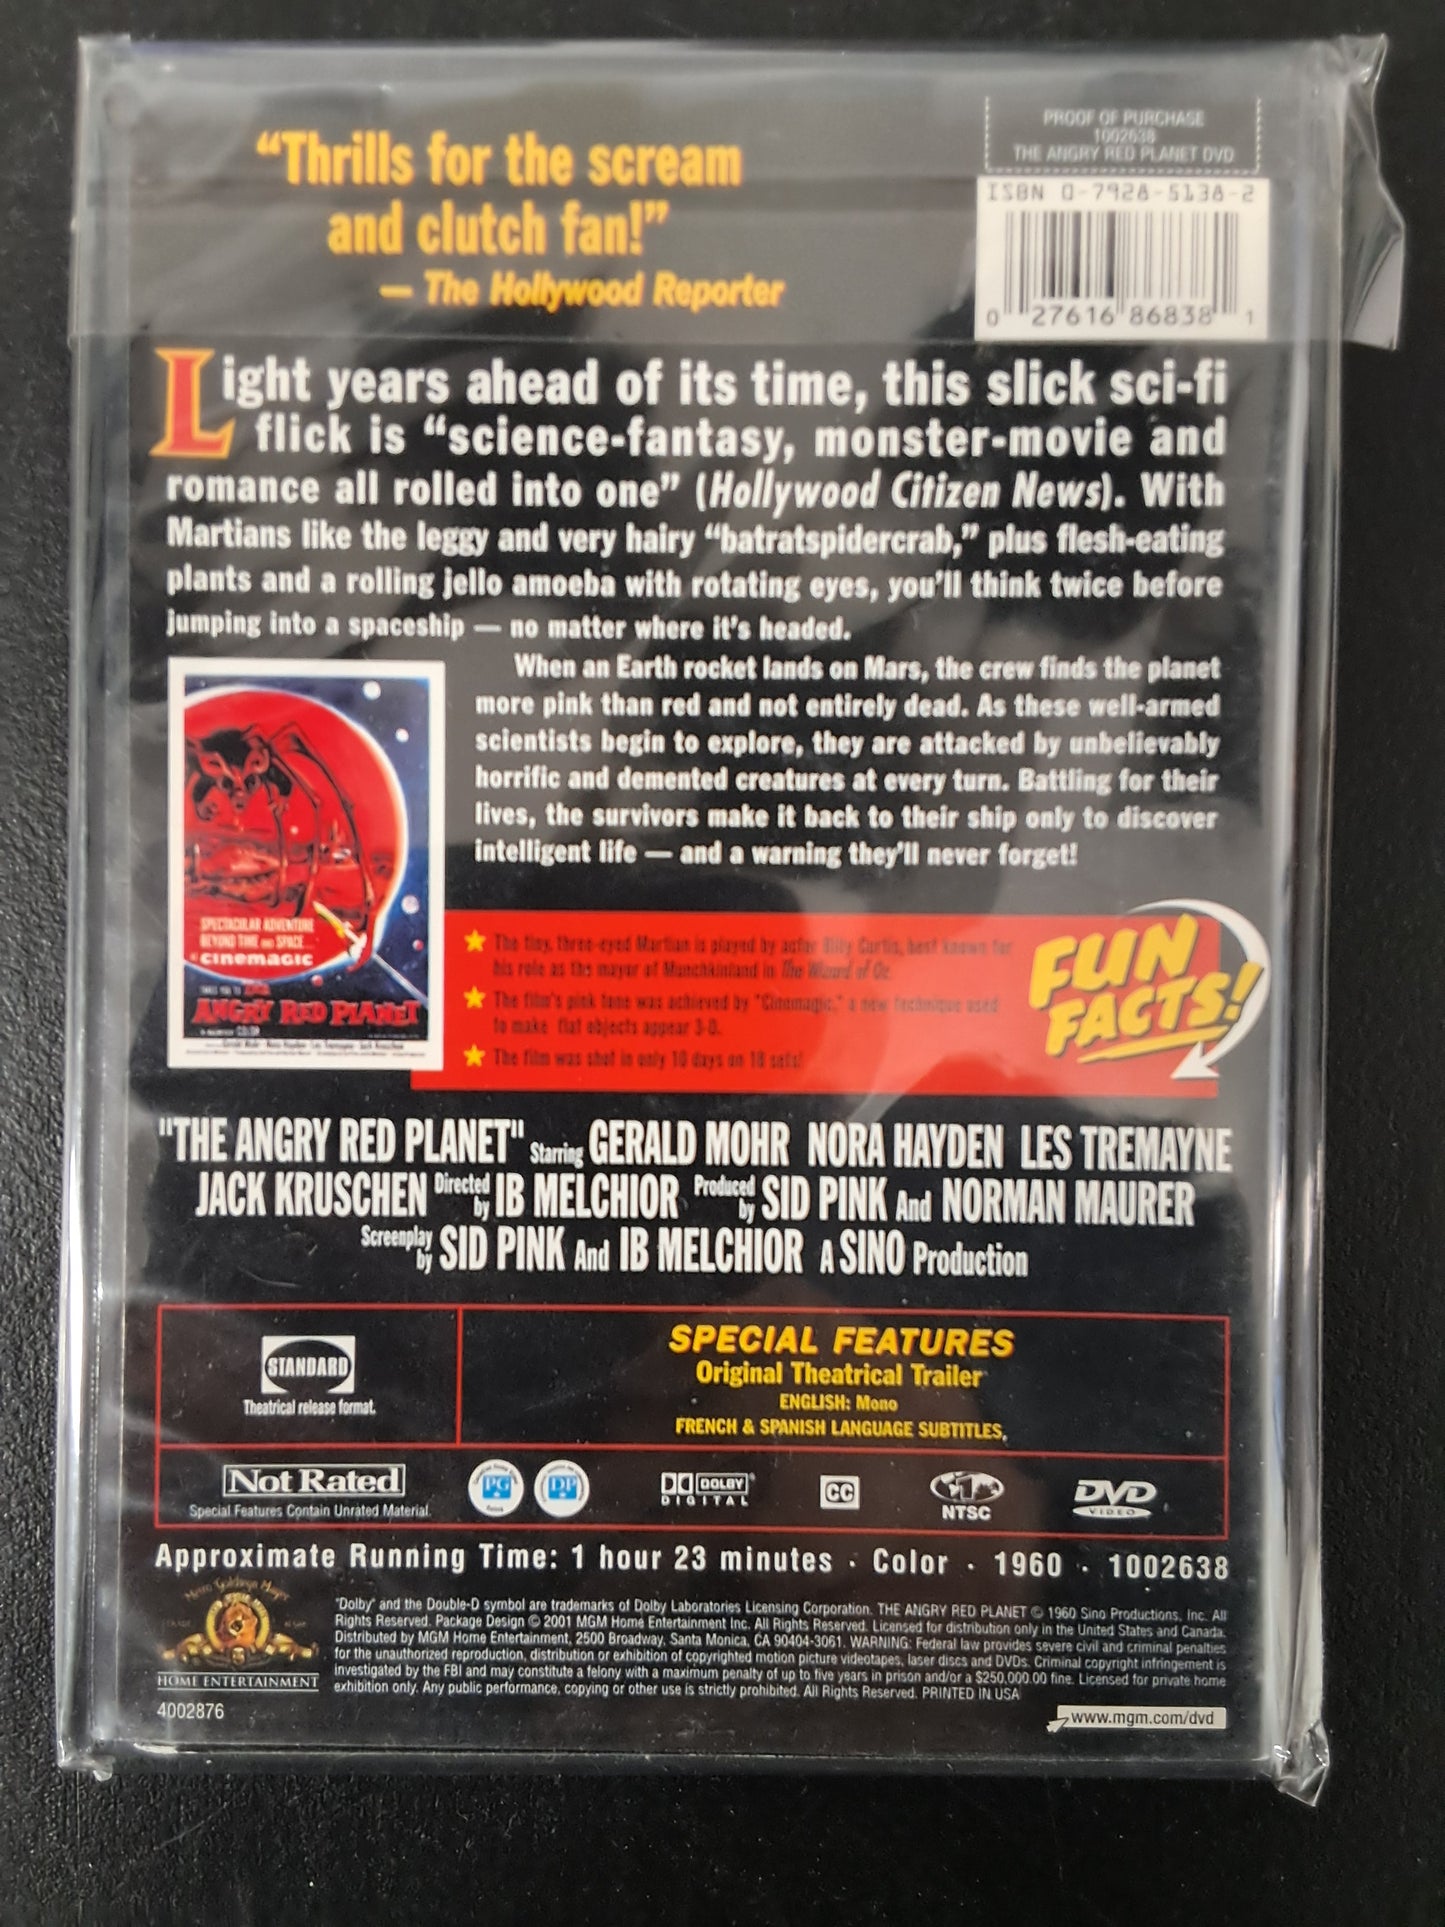 PROOF OF PURCHASE
1002638
THE ANGRY RED PLANET DVD
ISBN 0-7928-5138-2
0 27616 86838 1
“Thrills for the scream
and clutch fan!”
— The Hollywood Reporter
Light years ahead of its time, this slick sci-fi
flick is “science-fantasy, monster-movie and
romance all rolled into one” (Hollywood Citizen News). With
Martians like the leggy and very hairy “batratspidercrab,” plus flesh-eating
plants and a rolling jello amoeba with rotating eyes, you’ll think twice before
jumping into a spaceship — no matter where it’s headed.
When an Earth rocket lands on Mars, the crew finds the planet
more pink than red and not entirely dead. As these well-armed
scientists begin to explore, they are attacked by unbelievably
horrific and demented creatures at every turn. Battling for their
lives, the survivors make it back to their ship only to discover
intelligent life — and a warning they’ll never forget!
SPECTACULAR ADVENTURE
BEYOND TIME AND SPACE...
CINEMAGIC
TAKES YOU TO THE
ANGRY RED PLANET
COLOR
Gerald Mohr · Nora Hayden · Les Tremayne · Jack Kruschen
The tiny, three-eyed Martian is played by actor Billy Curtis, best known for
his role as the mayor of Munchkinland in The Wizard of Oz.
The film's pink tone was achieved by "Cinemagic," a new technique used
to make flat objects appear 3-D.
The film was shot in only 10 days on 18 sets!
FUN
FACTS!
"THE ANGRY RED PLANET" Starring GERALD MOHR NORA HAYDEN LES TREMAYNE
JACK KRUSCHEN Directed by IB MELCHIOR Produced by SID PINK And NORMAN MAURER
Screenplay by SID PINK And IB MELCHIOR A SINO Production
STANDARD
Theatrical release format.
SPECIAL FEATURES
Original Theatrical Trailer
ENGLISH: Mono
FRENCH & SPANISH LANGUAGE SUBTITLES.
Not Rated
Special Features Contain Unrated Material.
PG
DP
DOLBY
DIGITAL
CC
NTSC
DVD
VIDEO
Approximate Running Time: 1 hour 23 minutes · Color · 1960 · 1002638
Metro Goldwyn Mayer
HOME ENTERTAINMENT
"Dolby" and the Double-D symbol are trademarks of Dolby Laboratories Licensing Corporation. THE ANGRY RED PLANET © 1960 Sino Productions, Inc. All
Rights Reserved. Package Design © 2001 MGM Home Entertainment Inc. All Rights Reserved. Licensed for distribution only in the United States and Canada.
Distributed by MGM Home Entertainment, 2500 Broadway, Santa Monica, CA 90404-3061. WARNING: Federal law provides severe civil and criminal penalties
for the unauthorized reproduction, distribution or exhibition of copyrighted motion picture videotapes, laser discs and DVDs. Criminal copyright infringement is
investigated by the FBI and may constitute a felony with a maximum penalty of up to five years in prison and/or a $250,000.00 fine. Licensed for private home
exhibition only. Any public performance, copying or other use is strictly prohibited. All Rights Reserved. PRINTED IN USA
4002876
www.mgm.com/dvd